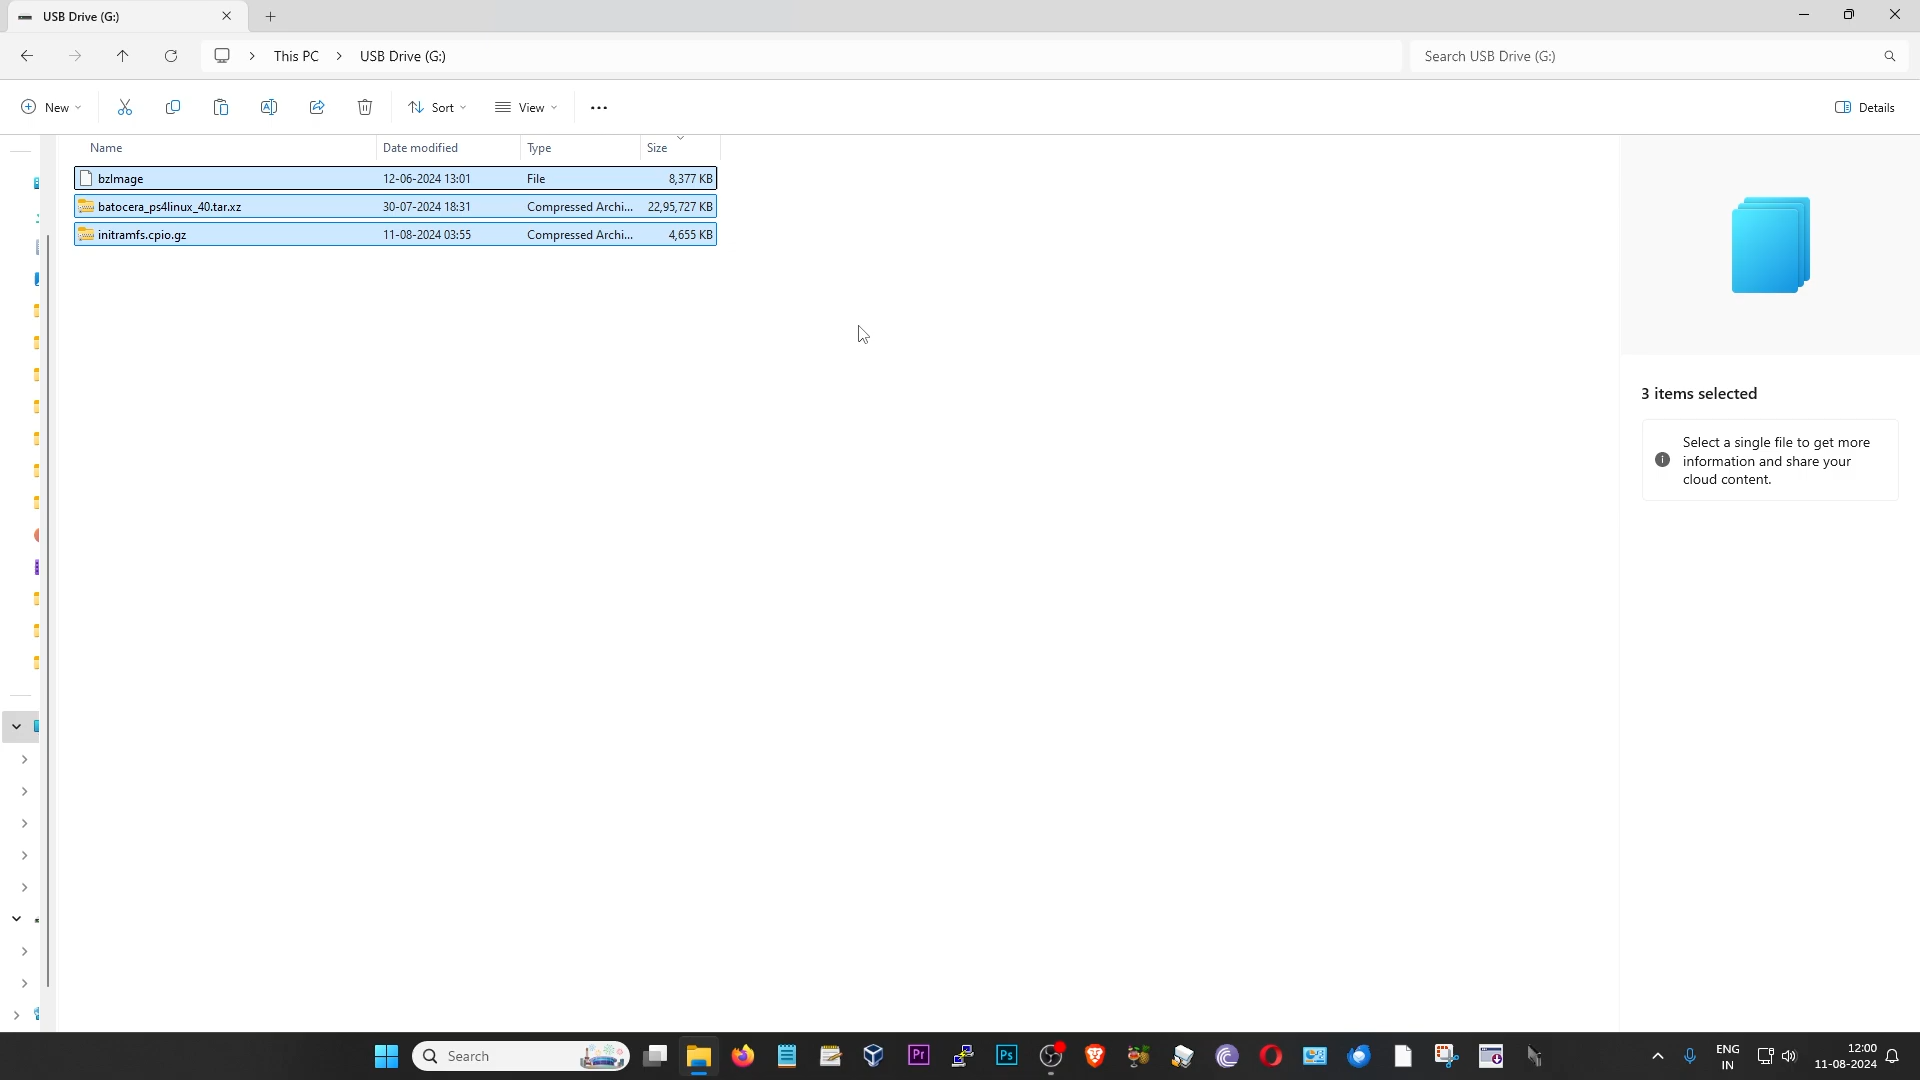 USB Drive (G:)
This PC > USB Drive (G:)
Search USB Drive (G:)
New
Sort
View
Details
Name Date modified Type Size
bzImage 12-06-2024 13:01 File 8,377 KB
batocera_ps4linux_40.tar.xz 30-07-2024 18:31 Compressed Archi... 22,95,727 KB
initramfs.cpio.gz 11-08-2024 03:55 Compressed Archi... 4,655 KB
3 items selected
Select a single file to get more
information and share your
cloud content.
Search
Pr
Ps
ENG
IN
12:00
11-08-2024